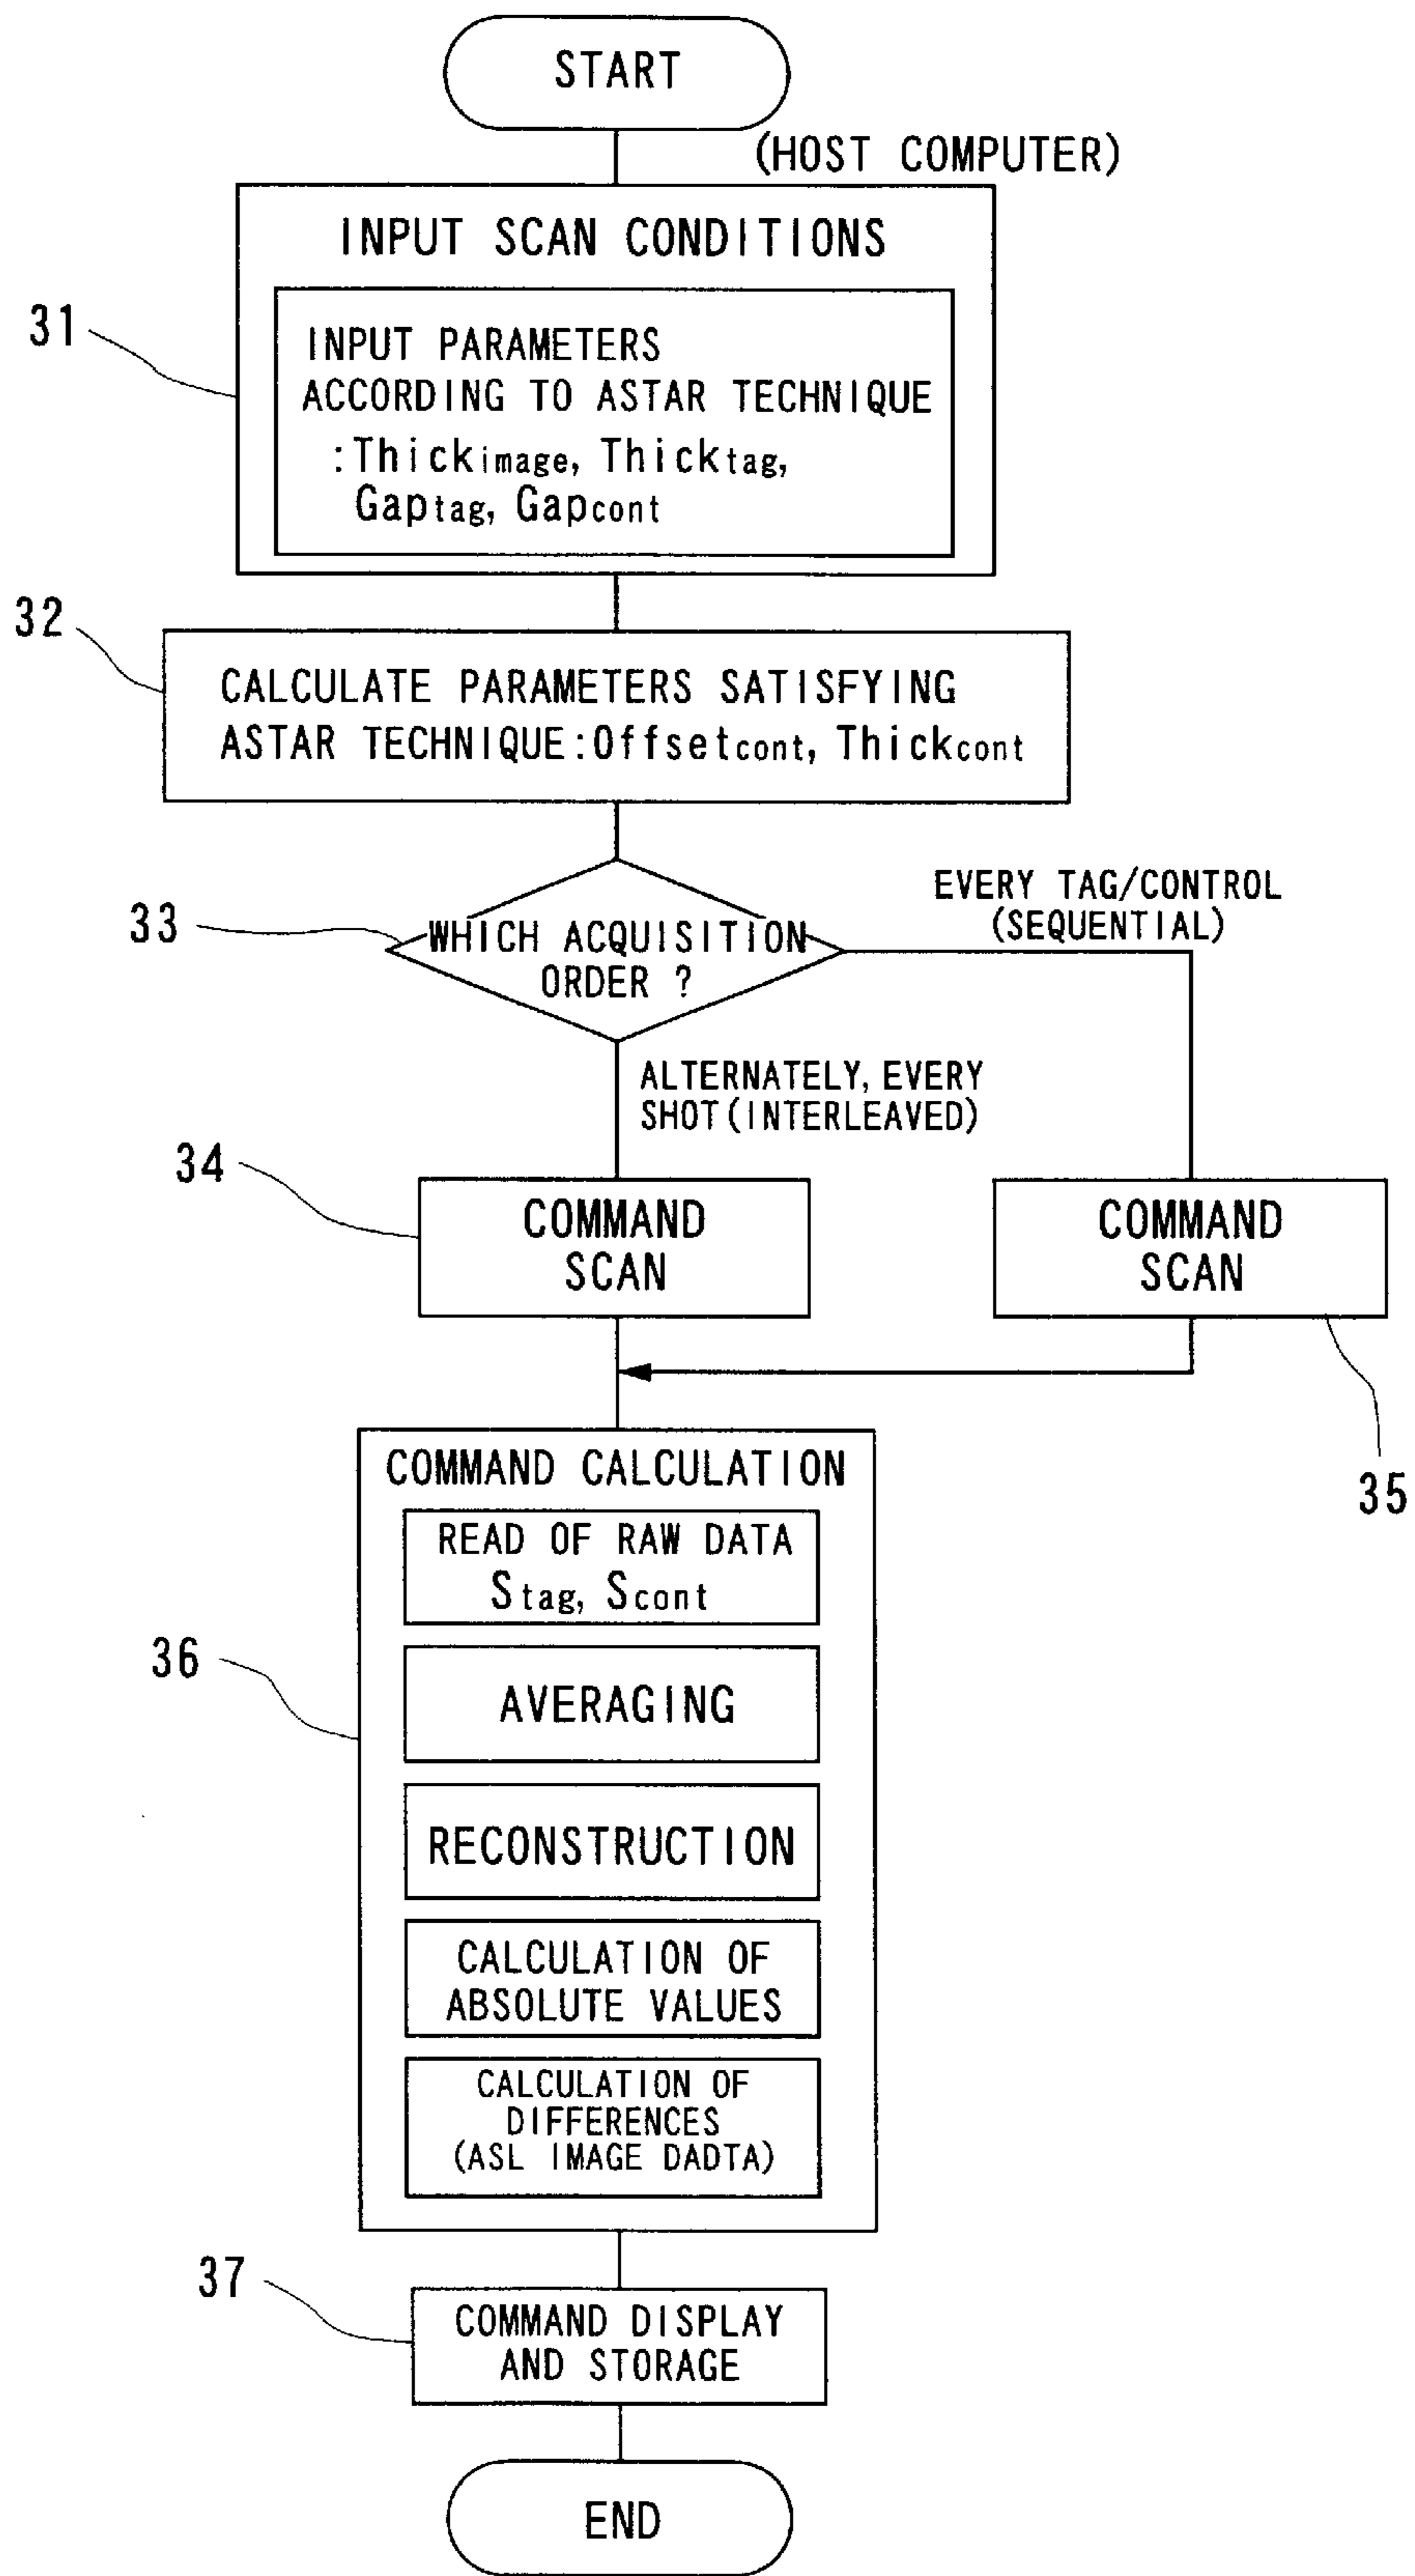 START
(HOST COMPUTER)
INPUT SCAN CONDITIONS
31
INPUT PARAMETERS
ACCORDING TO ASTAR TECHNIQUE
:Thickimage, Thicktag,
Gaptag, Gapcont
32
CALCULATE PARAMETERS SATISFYING
ASTAR TECHNIQUE:Offsetcont, Thickcont
33
WHICH ACQUISITION
ORDER ?
EVERY TAG/CONTROL
(SEQUENTIAL)
ALTERNATELY, EVERY
SHOT(INTERLEAVED)
34
COMMAND
SCAN
COMMAND
SCAN
35
COMMAND CALCULATION
READ OF RAW DATA
Stag, Scont
36
AVERAGING
RECONSTRUCTION
CALCULATION OF
ABSOLUTE VALUES
CALCULATION OF
DIFFERENCES
(ASL IMAGE DADTA)
37
COMMAND DISPLAY
AND STORAGE
END